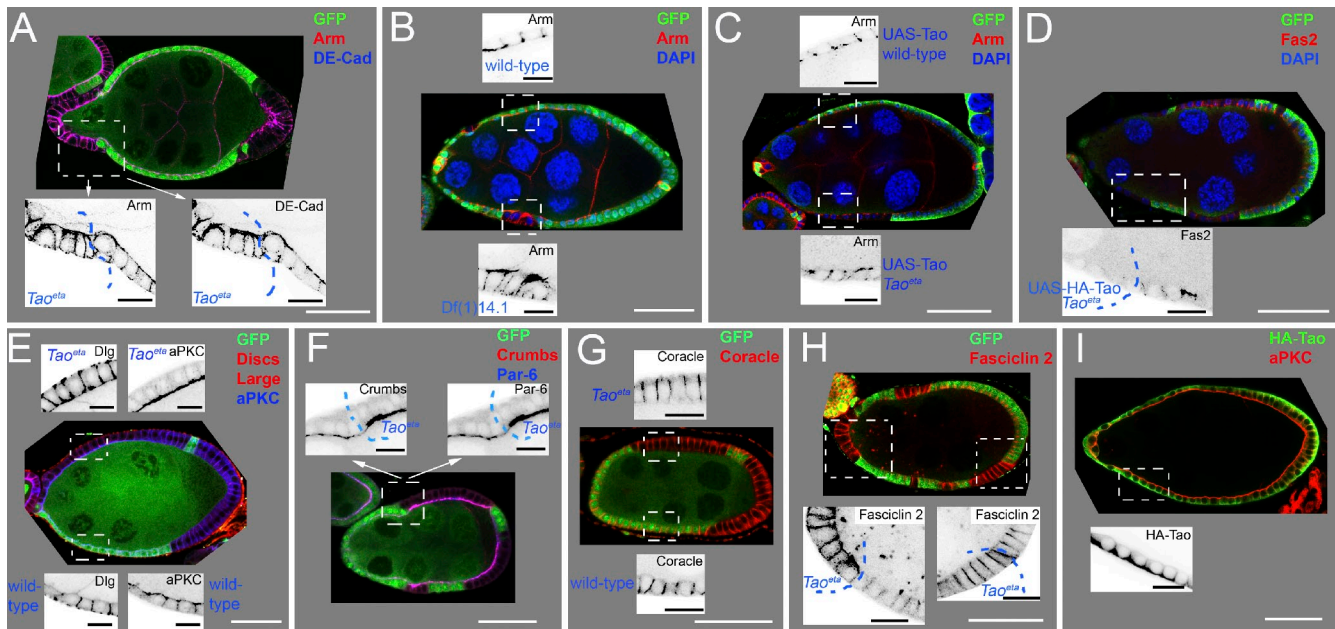 A
GFP
Arm
DE-Cad
Arm
Tao^eta
DE-Cad
Tao^eta
B
GFP
Arm
DAPI
Arm
wild-type
Arm
Df(1)14.1
C
GFP
Arm
DAPI
Arm
UAS-Tao
wild-type
Arm
UAS-Tao
Tao^eta
D
GFP
Fas2
DAPI
Fas2
UAS-HA-Tao
Tao^eta
E
GFP
Discs
Large
aPKC
Tao^eta Dlg
Tao^eta aPKC
wild-
type
Dlg
aPKC
wild-
type
F
GFP
Crumbs
Par-6
Crumbs
Tao^eta
Par-6
Tao^eta
G
GFP
Coracle
Coracle
Tao^eta
Coracle
wild-type
H
GFP
Fasciclin 2
Fasciclin 2
Tao^eta
Fasciclin 2
Tao^eta
I
HA-Tao
aPKC
HA-Tao